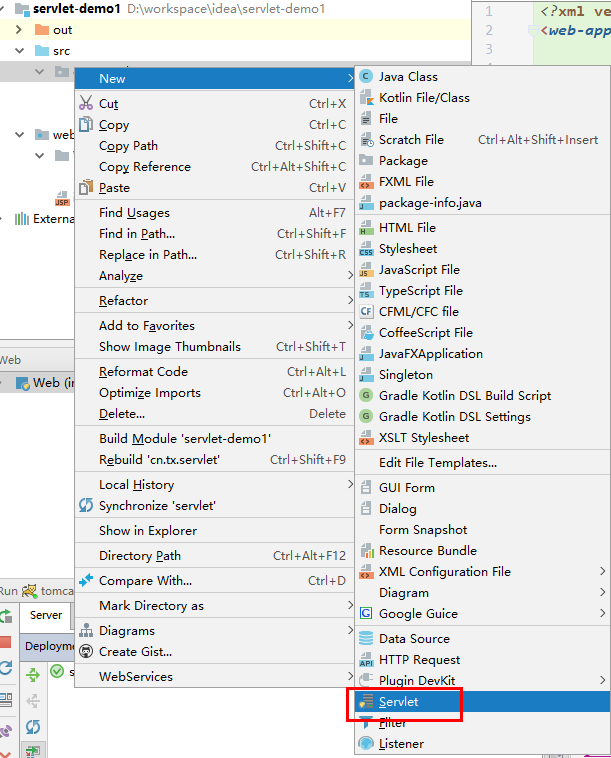 servlet-demo1 D:\workspace\idea\servlet-demo1
out
src
web
Externa
Web
Web (in
Run tomca
Server
Deployme
s
1 <?xml ve
2 <web-app
3
New
Cut Ctrl+X
Copy Ctrl+C
Copy Path Ctrl+Shift+C
Copy Reference Ctrl+Alt+Shift+C
Paste Ctrl+V
Find Usages Alt+F7
Find in Path... Ctrl+Shift+F
Replace in Path... Ctrl+Shift+R
Analyze
Refactor
Add to Favorites
Show Image Thumbnails Ctrl+Shift+T
Reformat Code Ctrl+Alt+L
Optimize Imports Ctrl+Alt+O
Delete... Delete
Build Module 'servlet-demo1'
Rebuild 'cn.tx.servlet' Ctrl+Shift+F9
Local History
Synchronize 'servlet'
Show in Explorer
Directory Path Ctrl+Alt+F12
Compare With... Ctrl+D
Mark Directory as
Diagrams
Create Gist...
WebServices
Java Class
Kotlin File/Class
File
Scratch File Ctrl+Alt+Shift+Insert
Package
FXML File
package-info.java
HTML File
Stylesheet
JavaScript File
TypeScript File
CFML/CFC file
CoffeeScript File
JavaFXApplication
Singleton
Gradle Kotlin DSL Build Script
Gradle Kotlin DSL Settings
XSLT Stylesheet
Edit File Templates...
GUI Form
Dialog
Form Snapshot
Resource Bundle
XML Configuration File
Diagram
Google Guice
Data Source
HTTP Request
Plugin DevKit
Servlet
Filter
Listener